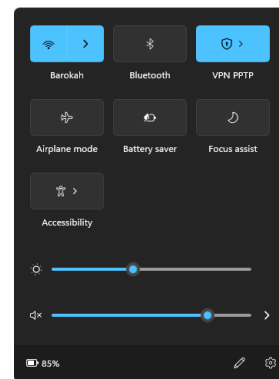 Barokah Bluetooth VPN PPTP
Airplane mode Battery saver Focus assist
Accessibility
85%